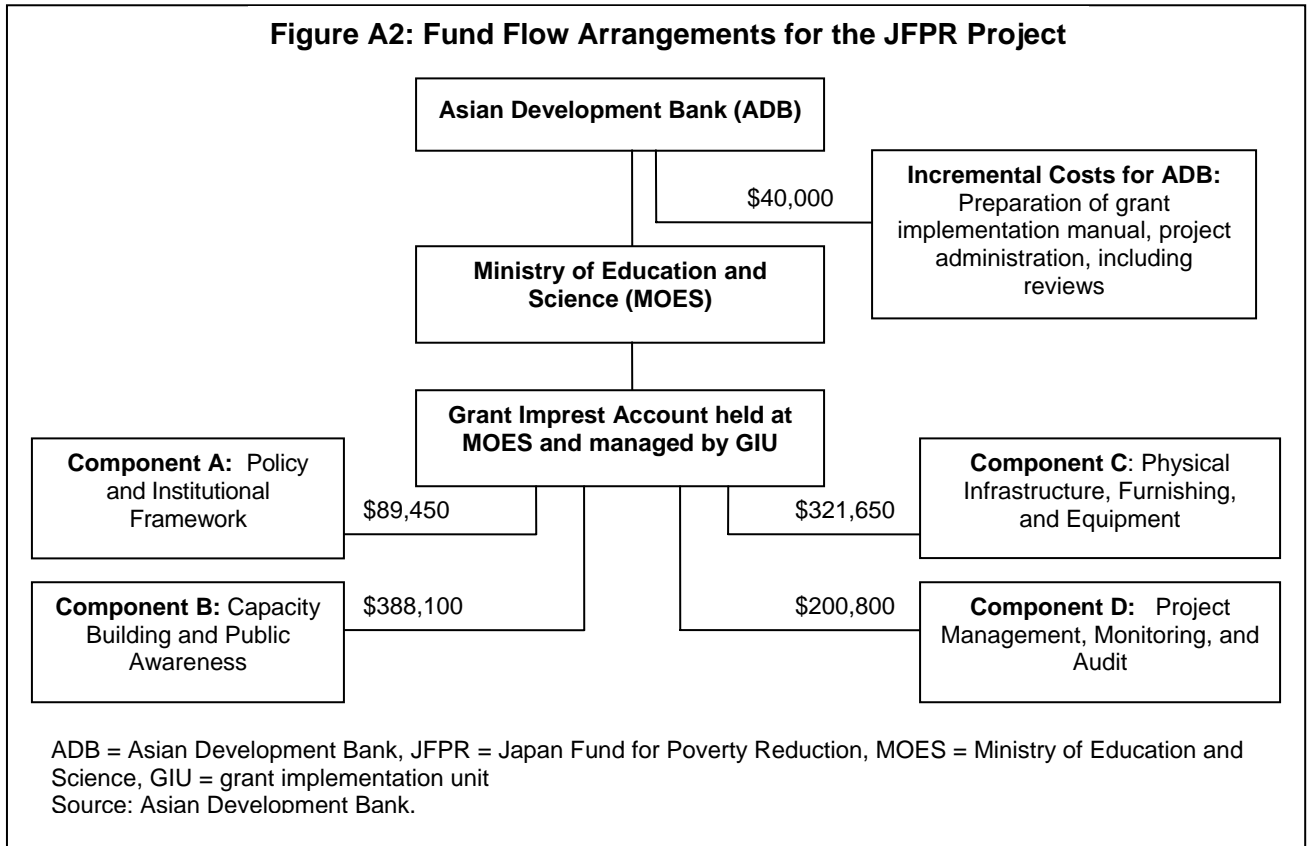 Figure A2: Fund Flow Arrangements for the JFPR Project
Asian Development Bank (ADB)
$40,000
Incremental Costs for ADB:
Preparation of grant
implementation manual, project
administration, including
reviews
Ministry of Education and
Science (MOES)
Grant Imprest Account held at
MOES and managed by GIU
Component A: Policy
and Institutional
Framework
$89,450
$321,650
Component C: Physical
Infrastructure, Furnishing,
and Equipment
Component B: Capacity
Building and Public
Awareness
$388,100
$200,800
Component D: Project
Management, Monitoring, and
Audit
ADB = Asian Development Bank, JFPR = Japan Fund for Poverty Reduction, MOES = Ministry of Education and
Science, GIU = grant implementation unit
Source: Asian Development Bank.